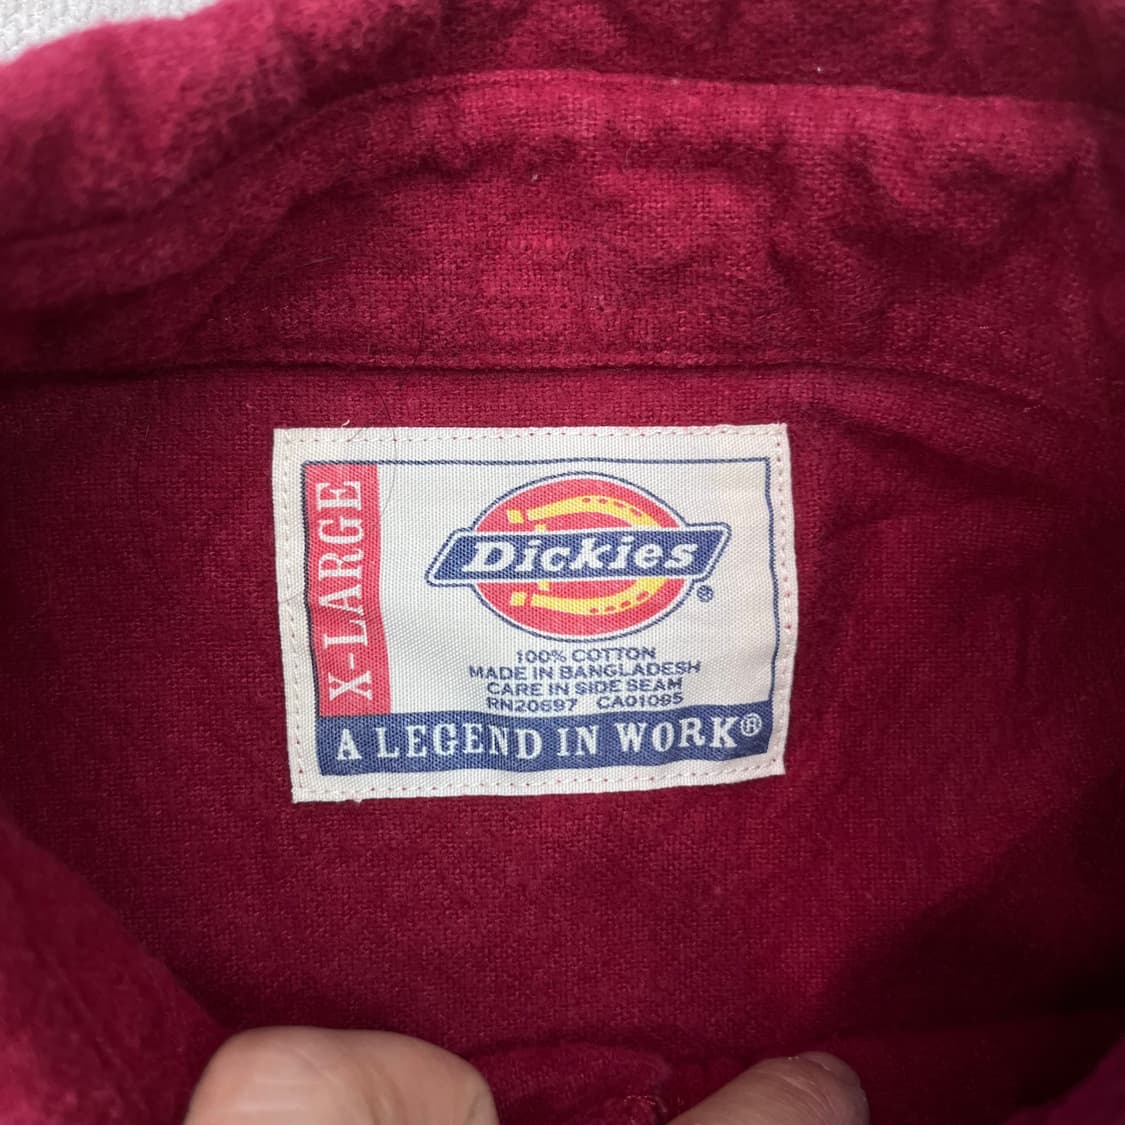 X-LARGE
Dickies®
100% COTTON
MADE IN BANGLADESH
CARE IN SIDE SEAM
RN20697 CA01095
A LEGEND IN WORK®